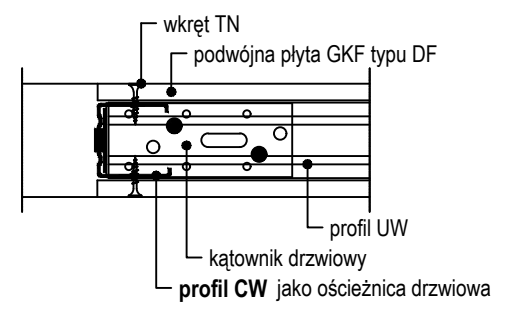 wkręt TN
podwójna płyta GKF typu DF
profil UW
kątownik drzwiowy
profil CW jako ościeżnica drzwiowa